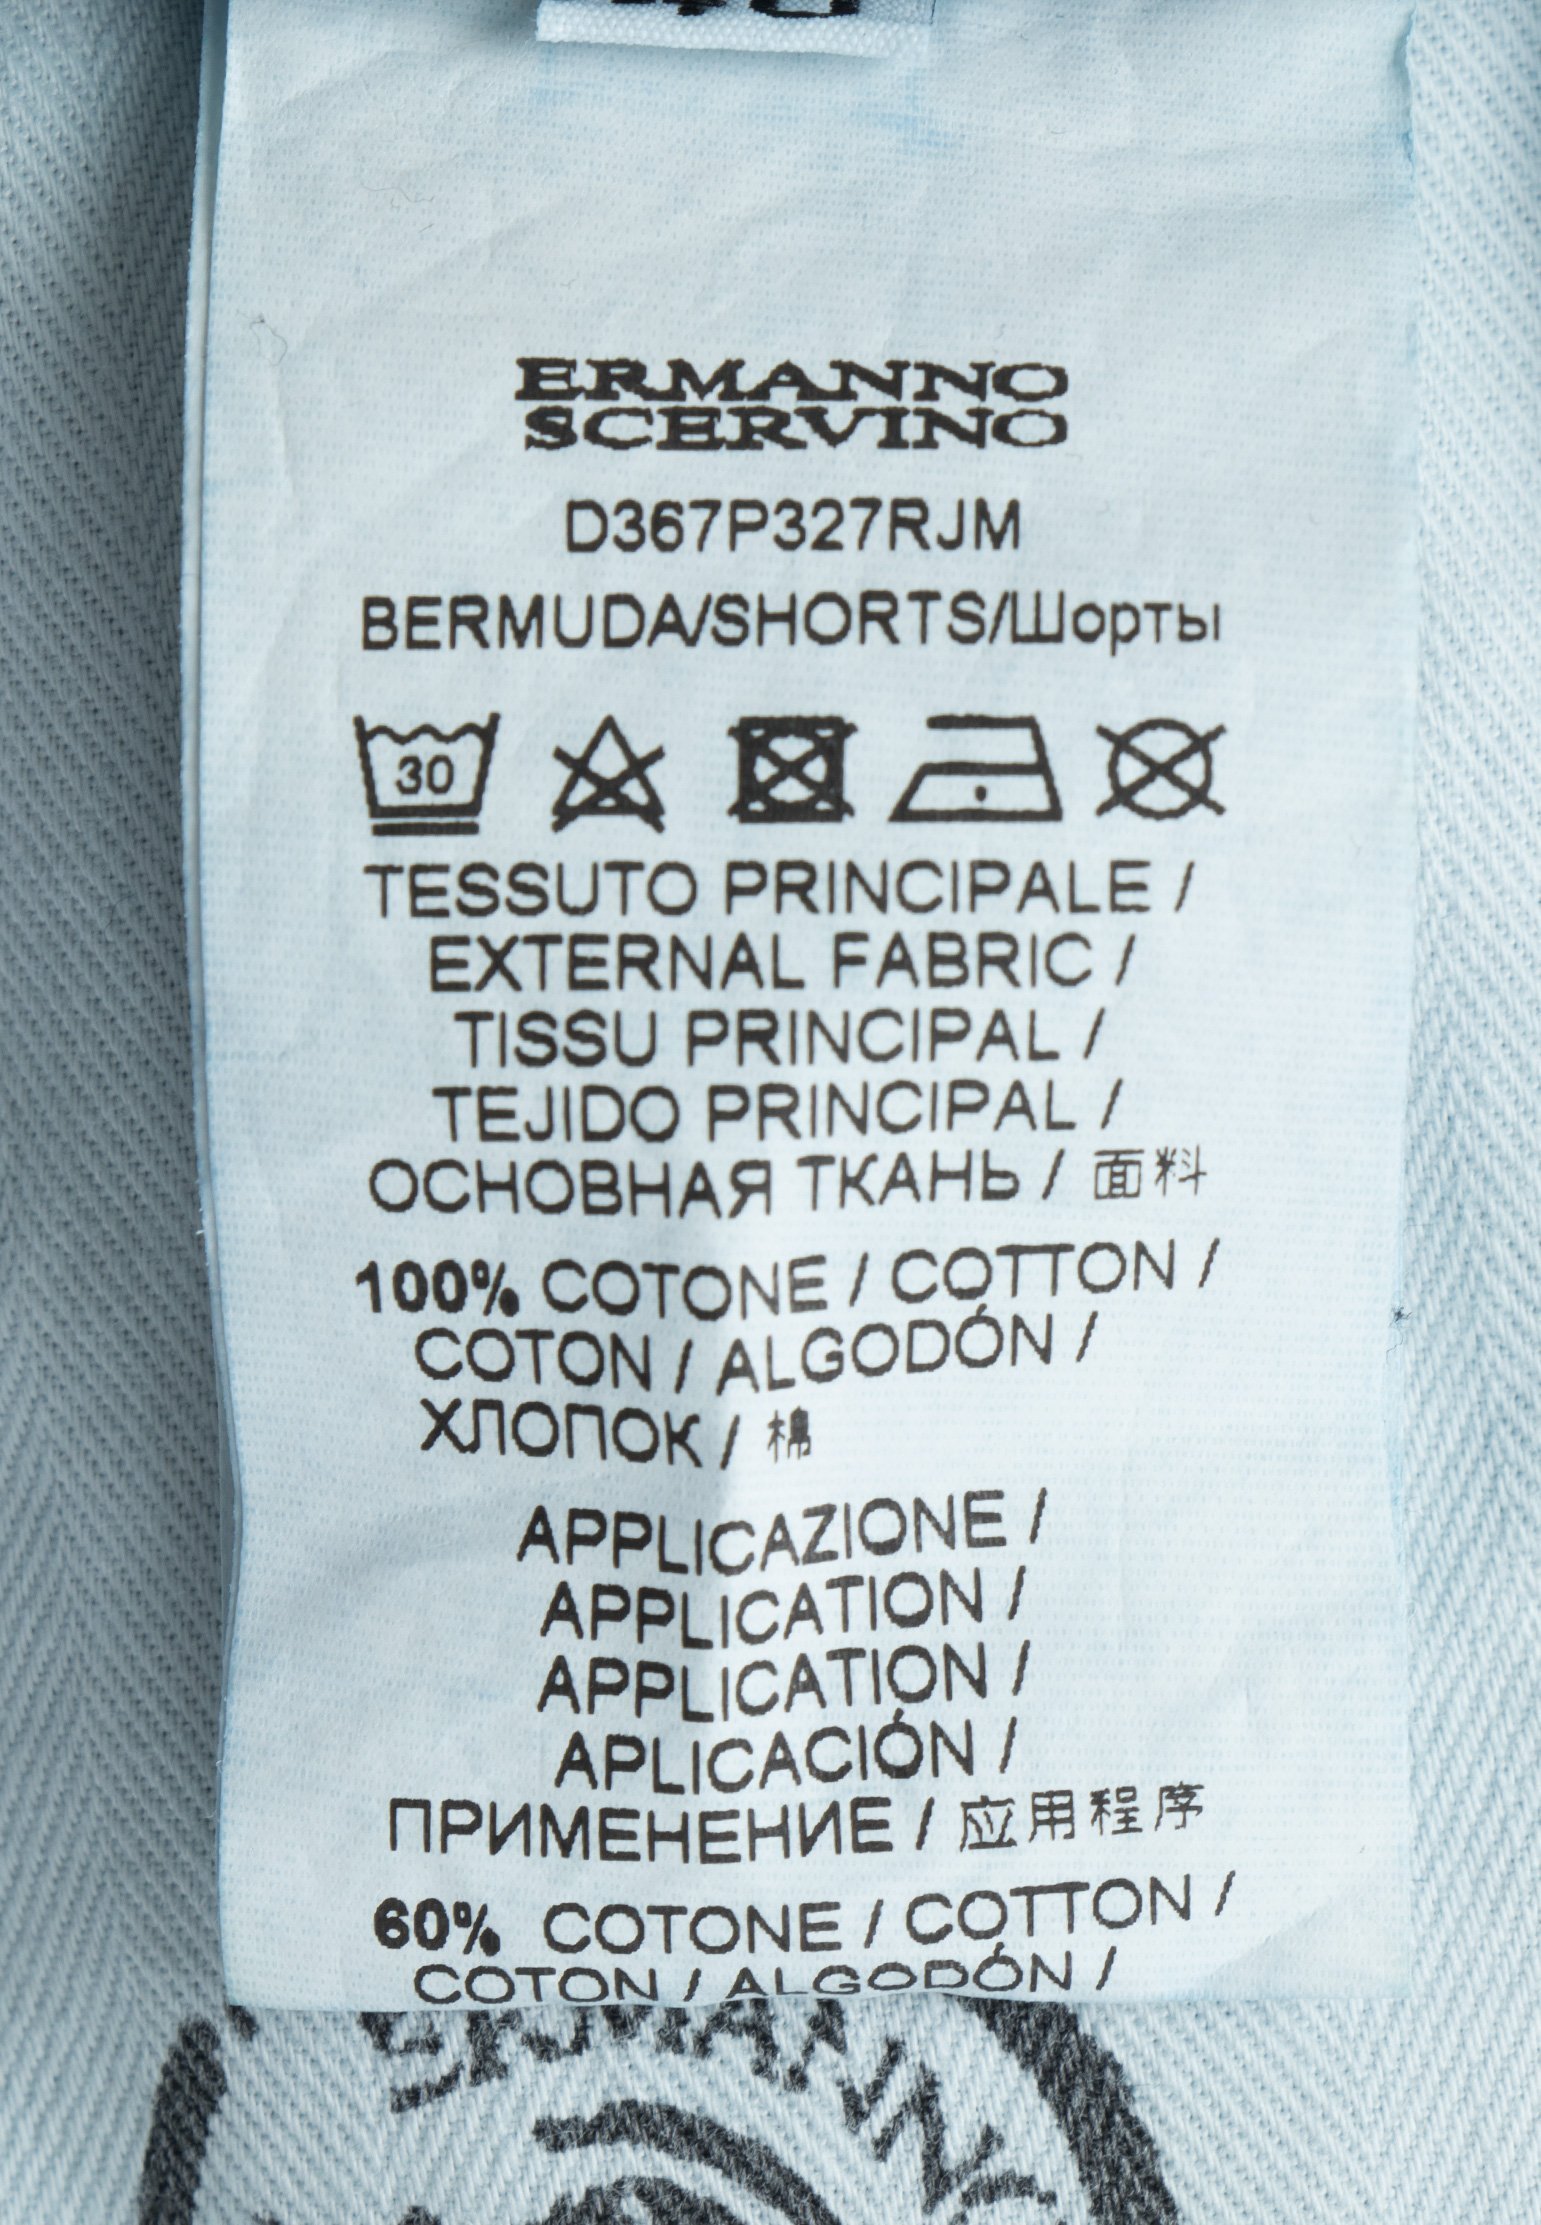 ERMANNO
SCERVINO
D367P327RJM
BERMUDA/SHORTS/Шорты
30
TESSUTO PRINCIPALE /
EXTERNAL FABRIC /
TISSU PRINCIPAL /
TEJIDO PRINCIPAL /
ОСНОВНАЯ ТКАНЬ / 面料
100% COTONE / COTTON /
COTON / ALGODÓN /
ХЛОПОК / 棉
APPLICAZIONE /
APPLICATION /
APPLICATION /
APLICACIÓN /
ПРИМЕНЕНИЕ / 应用程序
60% COTONE / COTTON /
COTON / ALGODÓN /